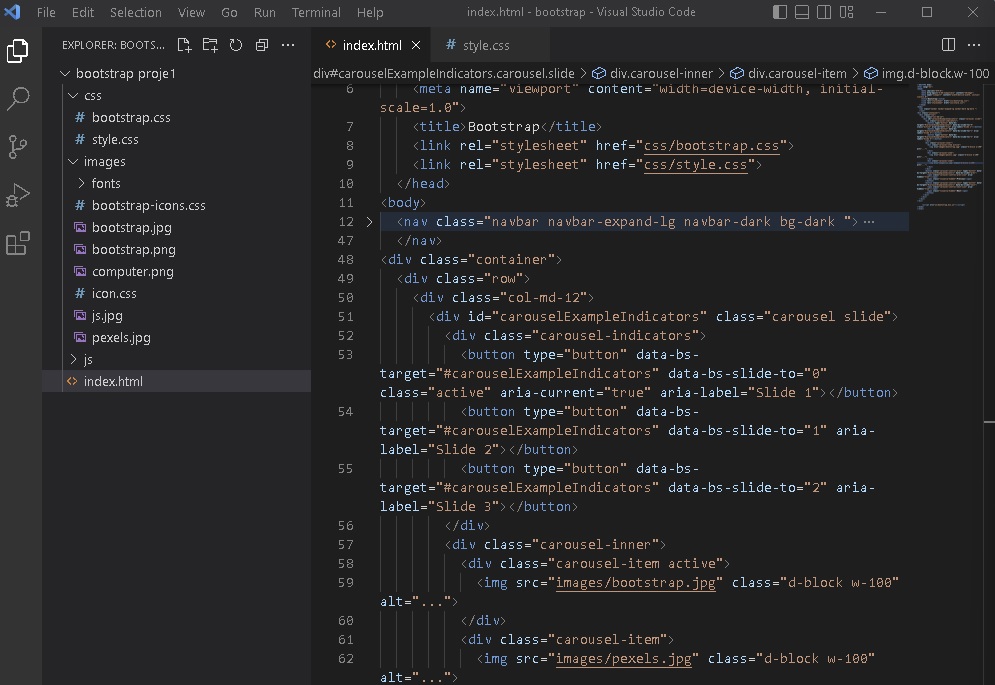 File Edit Selection View Go Run Terminal Help index.html - bootstrap - Visual Studio Code
EXPLORER: BOOTS...
bootstrap proje1
css
# bootstrap.css
# style.css
images
fonts
# bootstrap-icons.css
bootstrap.jpg
bootstrap.png
computer.png
# icon.css
js.jpg
pexels.jpg
js
<> index.html
<> index.html
# style.css
div#carouselExampleIndicators.carousel.slide > div.carousel-inner > div.carousel-item > img.d-block.w-100
6 <meta name="viewport" content="width=device-width, initial-
scale=1.0">
7 <title>Bootstrap</title>
8 <link rel="stylesheet" href="css/bootstrap.css">
9 <link rel="stylesheet" href="css/style.css">
10 </head>
11 <body>
12 <nav class="navbar navbar-expand-lg navbar-dark bg-dark ">...
47 </nav>
48 <div class="container">
49 <div class="row">
50 <div class="col-md-12">
51 <div id="carouselExampleIndicators" class="carousel slide">
52 <div class="carousel-indicators">
53 <button type="button" data-bs-
target="#carouselExampleIndicators" data-bs-slide-to="0"
class="active" aria-current="true" aria-label="Slide 1"></button>
54 <button type="button" data-bs-
target="#carouselExampleIndicators" data-bs-slide-to="1" aria-
label="Slide 2"></button>
55 <button type="button" data-bs-
target="#carouselExampleIndicators" data-bs-slide-to="2" aria-
label="Slide 3"></button>
56 </div>
57 <div class="carousel-inner">
58 <div class="carousel-item active">
59 <img src="images/bootstrap.jpg" class="d-block w-100"
alt="...">
60 </div>
61 <div class="carousel-item">
62 <img src="images/pexels.jpg" class="d-block w-100"
alt="...">